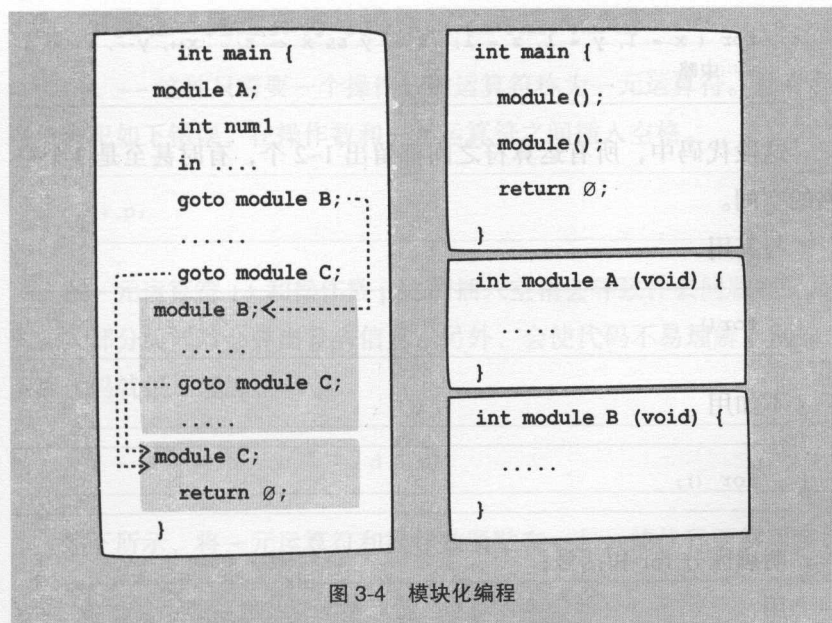 int main {
module A;
int num1
in ....
goto module B;
......
goto module C;
module B;
......
goto module C;
.....
module C;
return Ø;
}
int main {
module();
module();
return Ø;
}
int module A (void) {
.....
}
int module B (void) {
.....
}
图 3-4 模块化编程